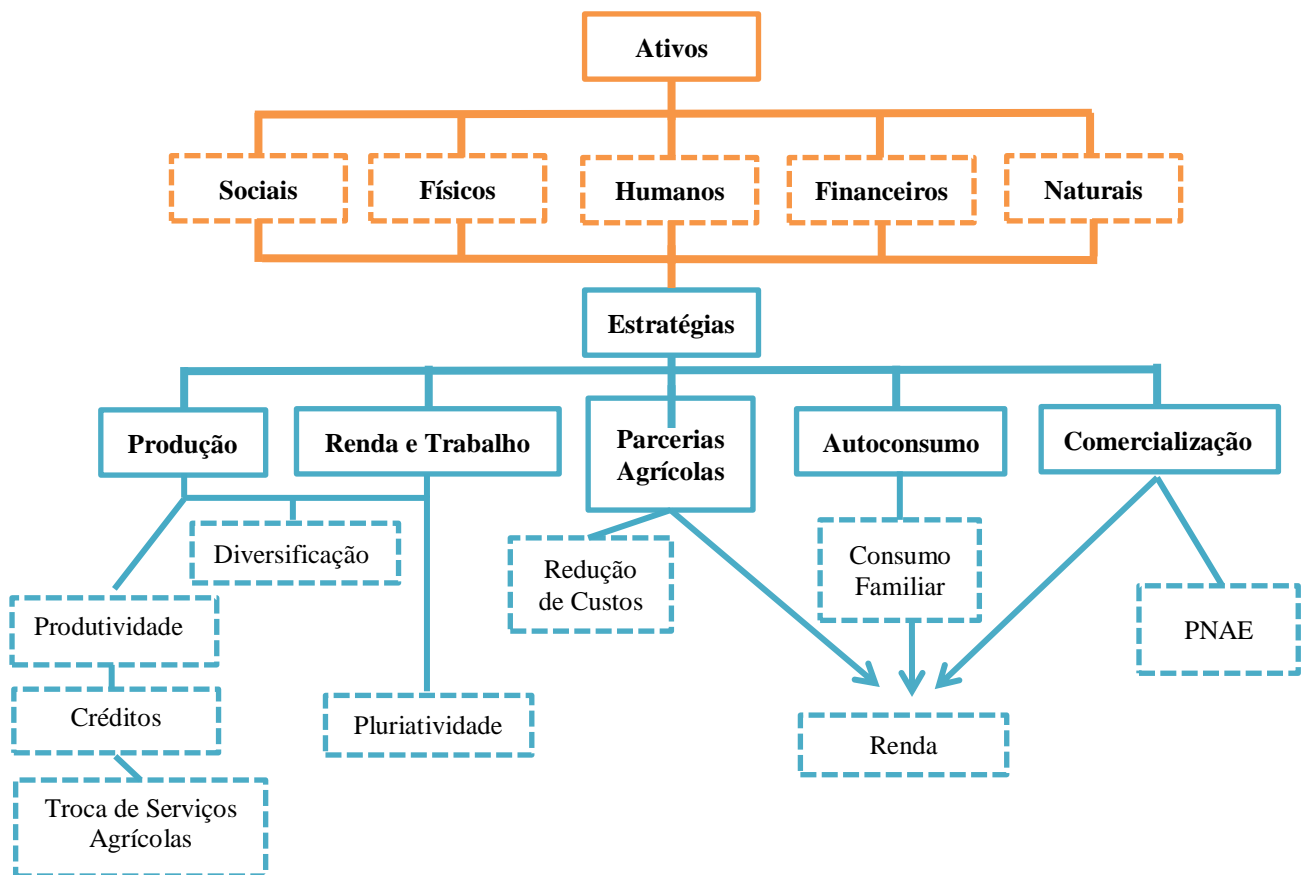 Ativos
Sociais
Físicos
Humanos
Financeiros
Naturais
Estratégias
Produção
Renda e Trabalho
Parcerias
Agrícolas
Autoconsumo
Comercialização
Diversificação
Redução
de Custos
Consumo
Familiar
Produtividade
PNAE
Créditos
Pluriatividade
Renda
Troca de Serviços
Agrícolas